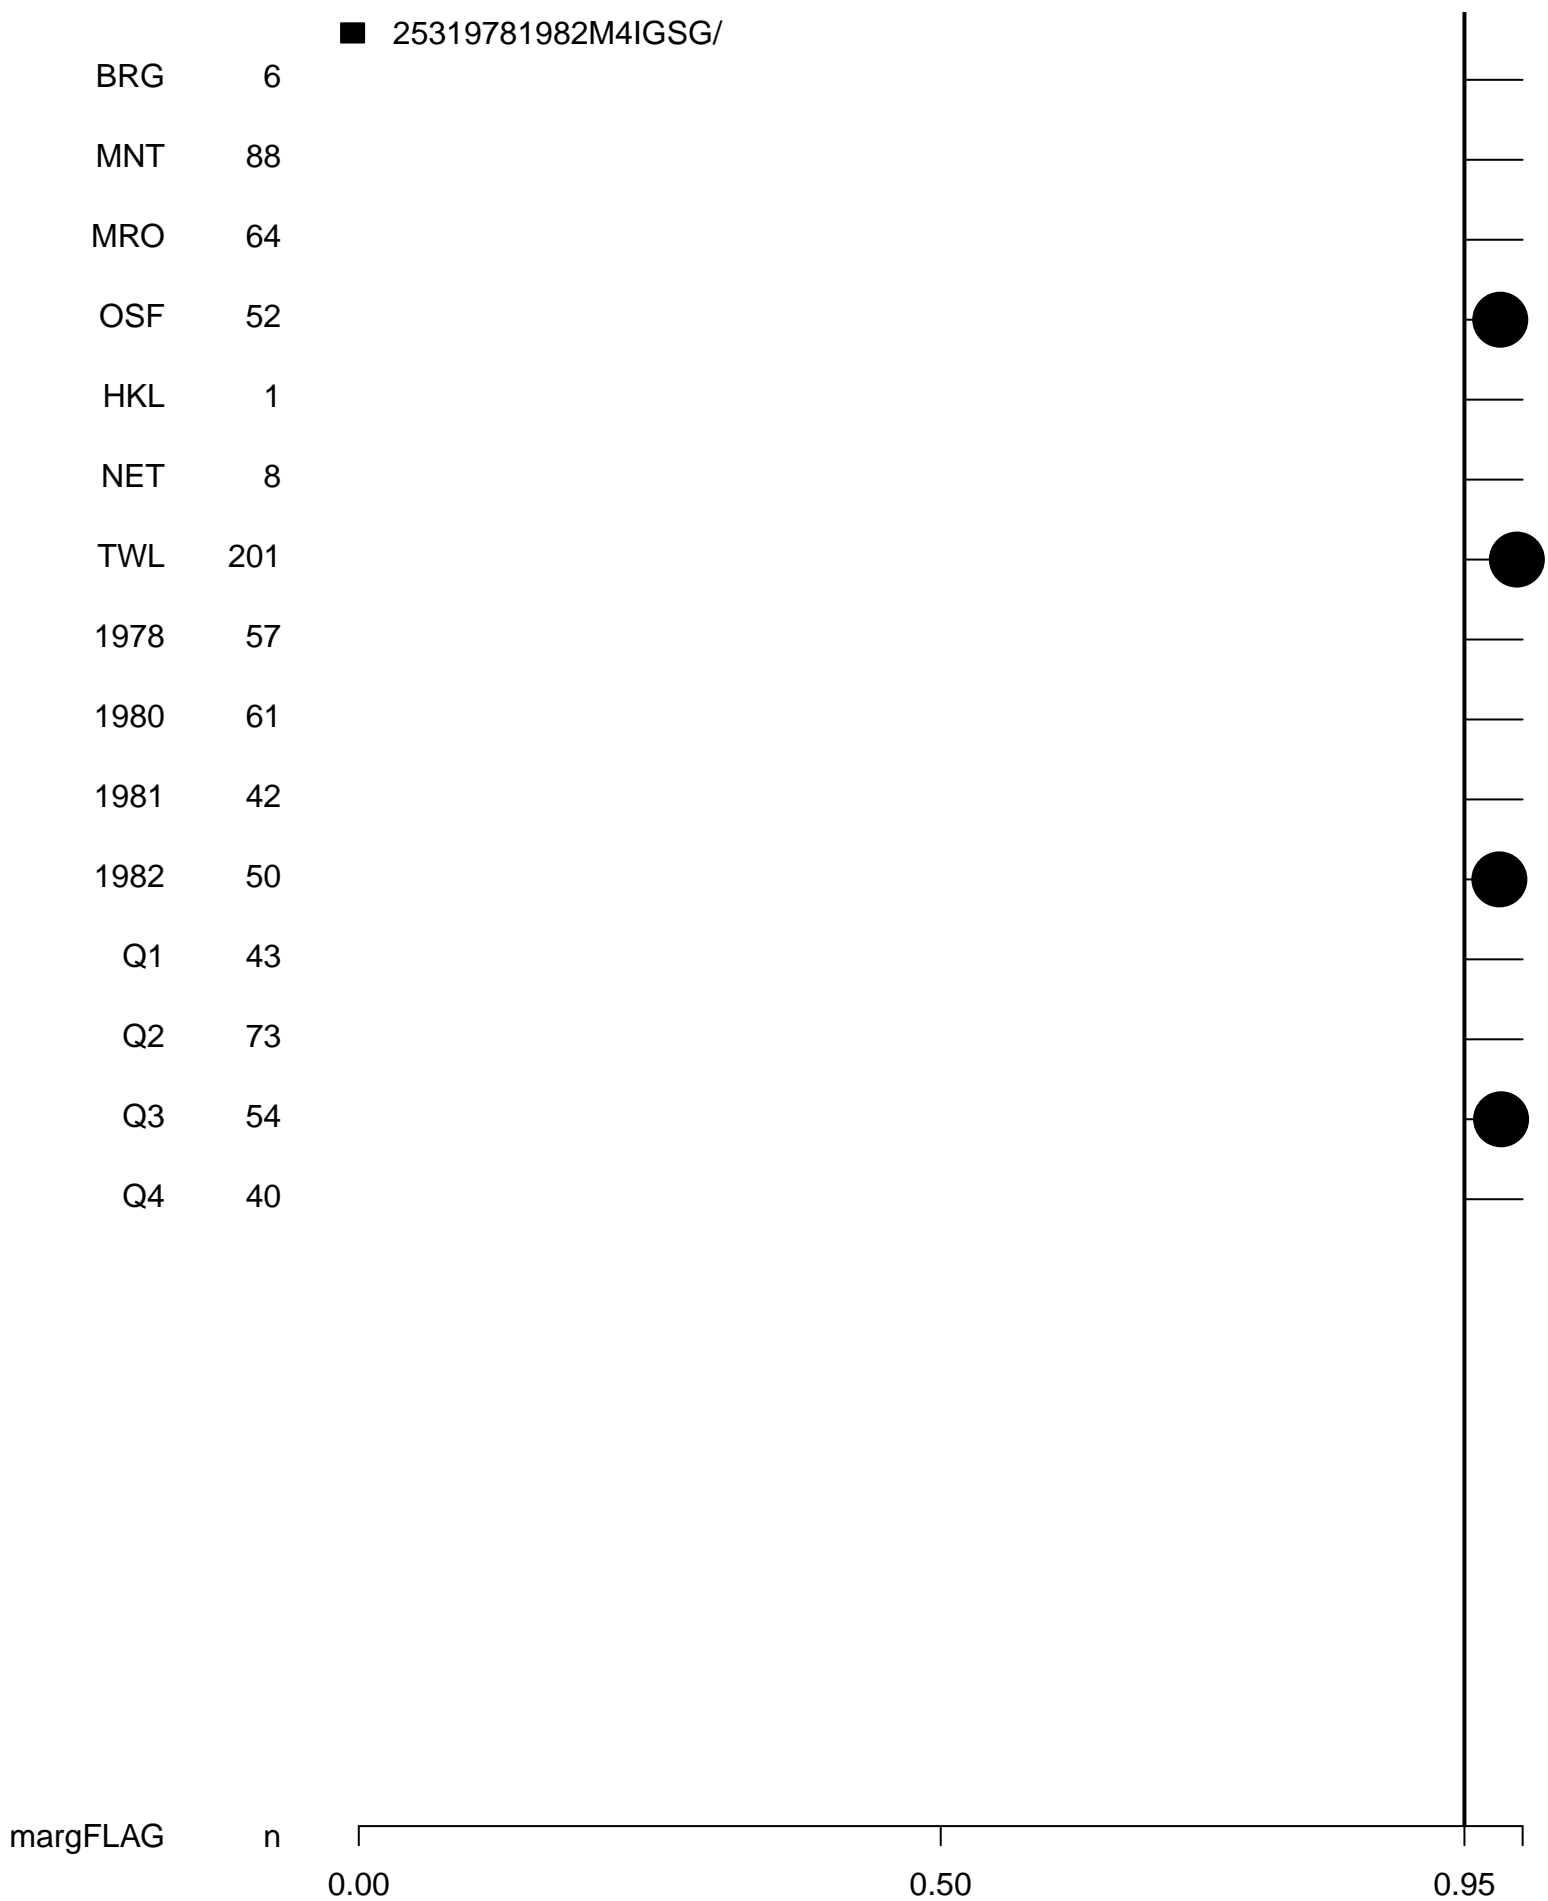 25319781982M4IGSG/
BRG 6
MNT 88
MRO 64
OSF 52
HKL 1
NET 8
TWL 201
1978 57
1980 61
1981 42
1982 50
Q1 43
Q2 73
Q3 54
Q4 40
margFLAG n
0.00 0.50 0.95